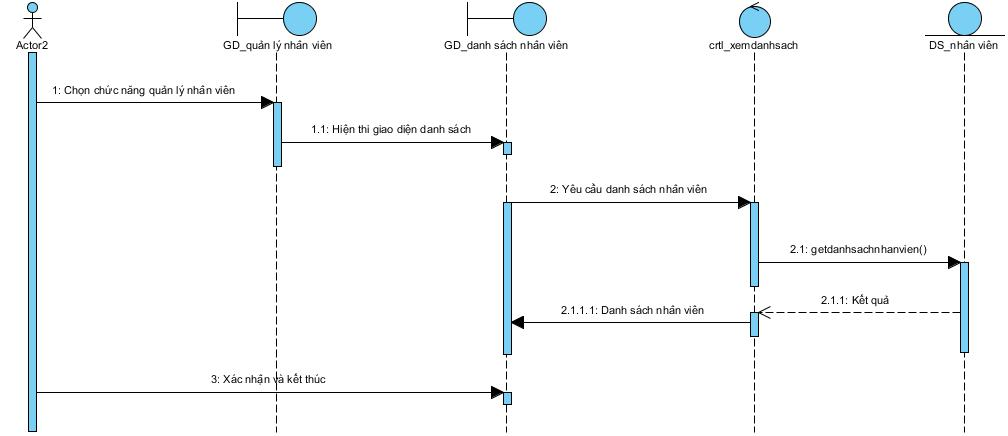 Actor2
GD_quản lý nhân viên
GD_danh sách nhân viên
crtl_xemdanhsach
DS_nhân viên
1: Chọn chức năng quản lý nhân viên
1.1: Hiện thi giao diện danh sách
2: Yêu cầu danh sách nhân viên
2.1: getdanhsachnhanvien()
2.1.1: Kết quả
2.1.1.1: Danh sách nhân viên
3: Xác nhận và kết thúc